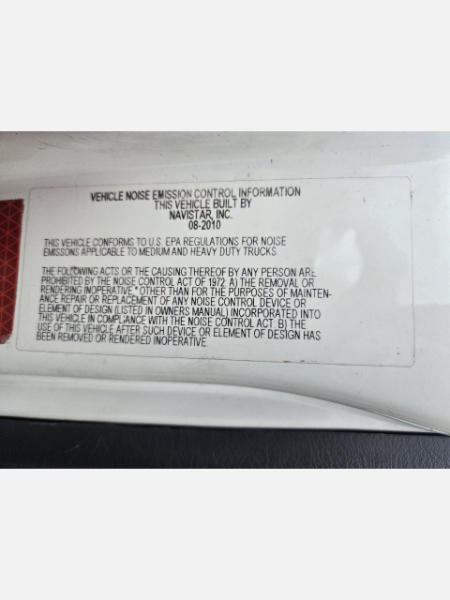 VEHICLE NOISE EMISSION CONTROL INFORMATION
THIS VEHICLE BUILT BY
NAVISTAR, INC.
08-2010
THIS VEHICLE CONFORMS TO U.S. EPA REGULATIONS FOR NOISE
EMISSIONS APPLICABLE TO MEDIUM AND HEAVY DUTY TRUCKS.
THE FOLLOWING ACTS OR THE CAUSING THEREOF BY ANY PERSON ARE
PROHIBITED BY THE NOISE CONTROL ACT OF 1972: A) THE REMOVAL OR
RENDERING INOPERATIVE* OTHER THAN FOR THE PURPOSES OF MAINTEN-
ANCE REPAIR OR REPLACEMENT OF ANY NOISE CONTROL DEVICE OR
ELEMENT OF DESIGN (LISTED IN OWNERS MANUAL) INCORPORATED INTO
THIS VEHICLE IN COMPLIANCE WITH THE NOISE CONTROL ACT. B) THE
USE OF THIS VEHICLE AFTER SUCH DEVICE OR ELEMENT OF DESIGN HAS
BEEN REMOVED OR RENDERED INOPERATIVE.